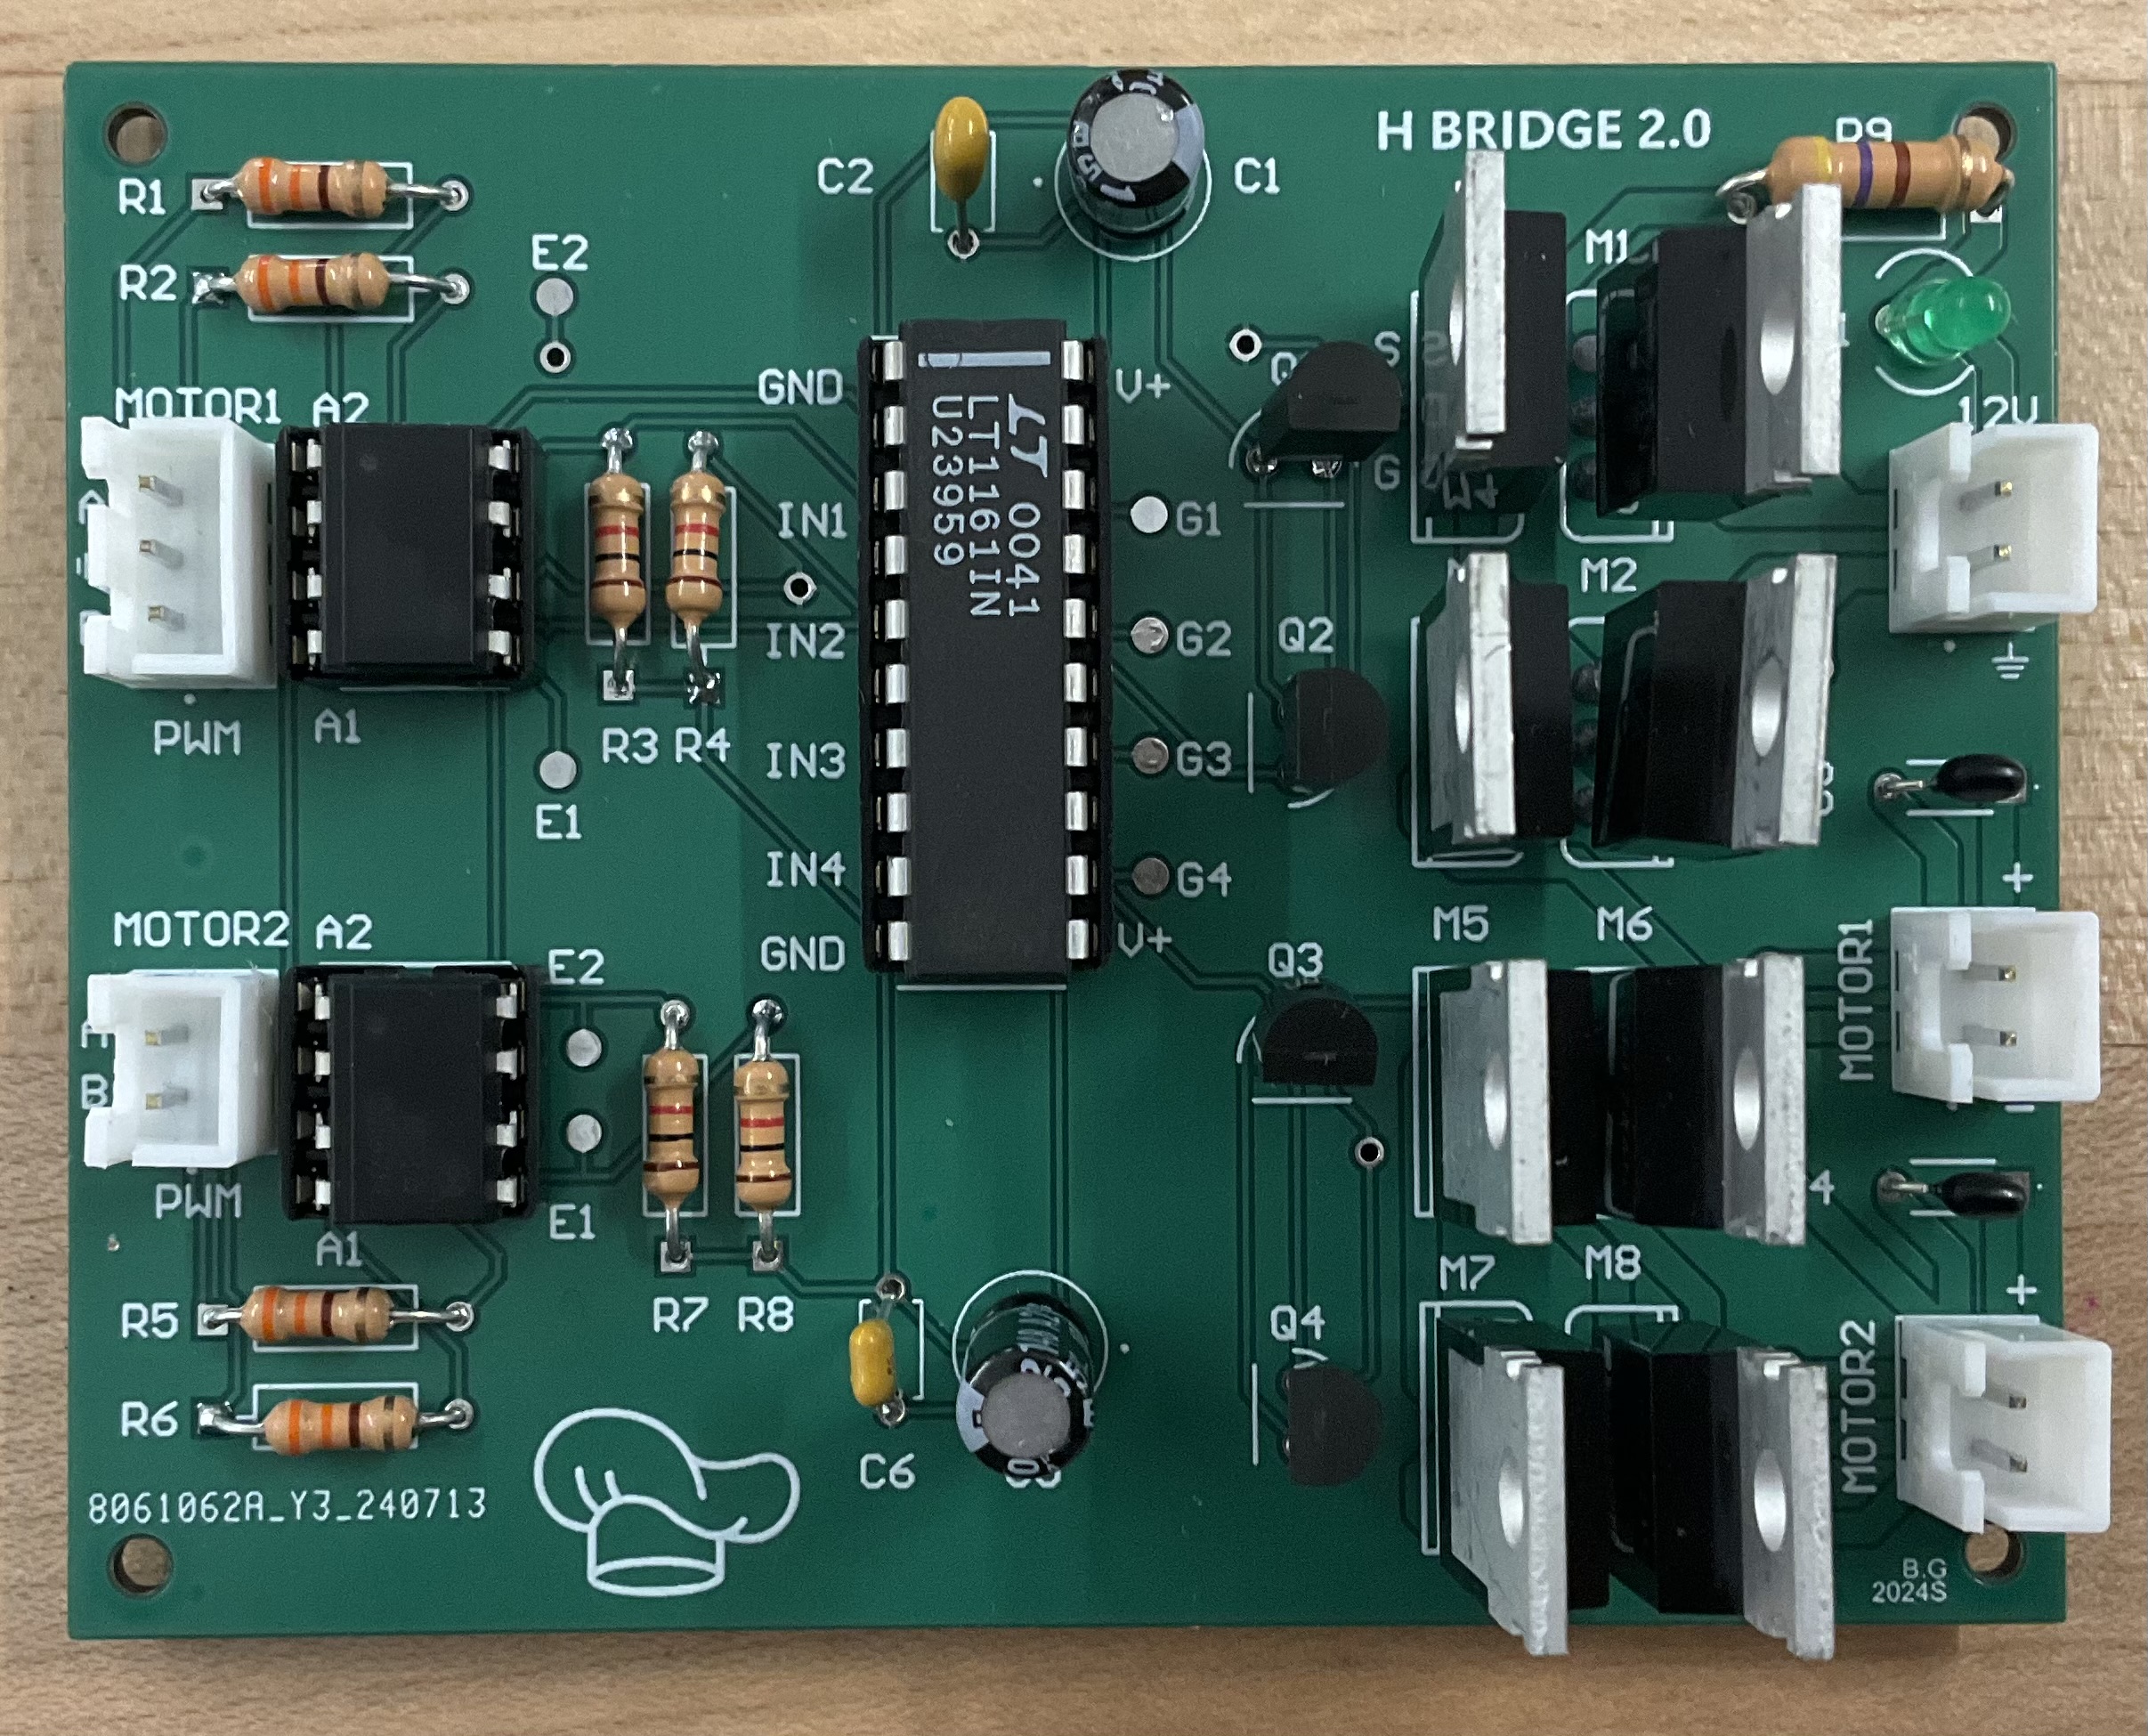 H BRIDGE 2.0
R9
C2
C1
R1
R2
E2
M1
S
G
GND
V+
MOTOR1 A2
12V
LT 0041
LT1161IN
U23959
IN1
G1
M2
IN2
G2
Q2
PWM
A1
R3 R4
IN3
G3
E1
IN4
G4
M5
M6
MOTOR1
+
MOTOR2 A2
GND
V+
E2
Q3
A
B
PWM
A1
E1
4
M7
M8
R5
R7 R8
Q4
+
MOTOR2
R6
C6
8061062A_Y3_240713
B.G
2024S